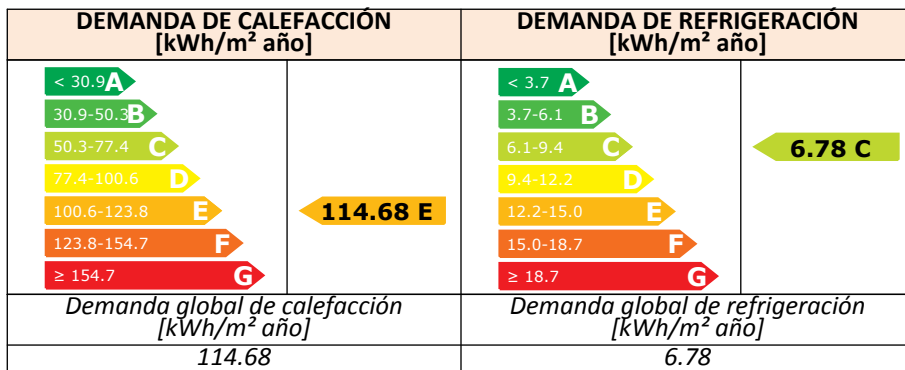 DEMANDA DE CALEFACCIÓN
[kWh/m² año]
DEMANDA DE REFRIGERACIÓN
[kWh/m² año]
< 30.9 A
30.9-50.3 B
50.3-77.4 C
77.4-100.6 D
100.6-123.8 E
123.8-154.7 F
≥ 154.7 G
114.68 E
< 3.7 A
3.7-6.1 B
6.1-9.4 C
9.4-12.2 D
12.2-15.0 E
15.0-18.7 F
≥ 18.7 G
6.78 C
Demanda global de calefacción
[kWh/m² año]
Demanda global de refrigeración
[kWh/m² año]
114.68
6.78